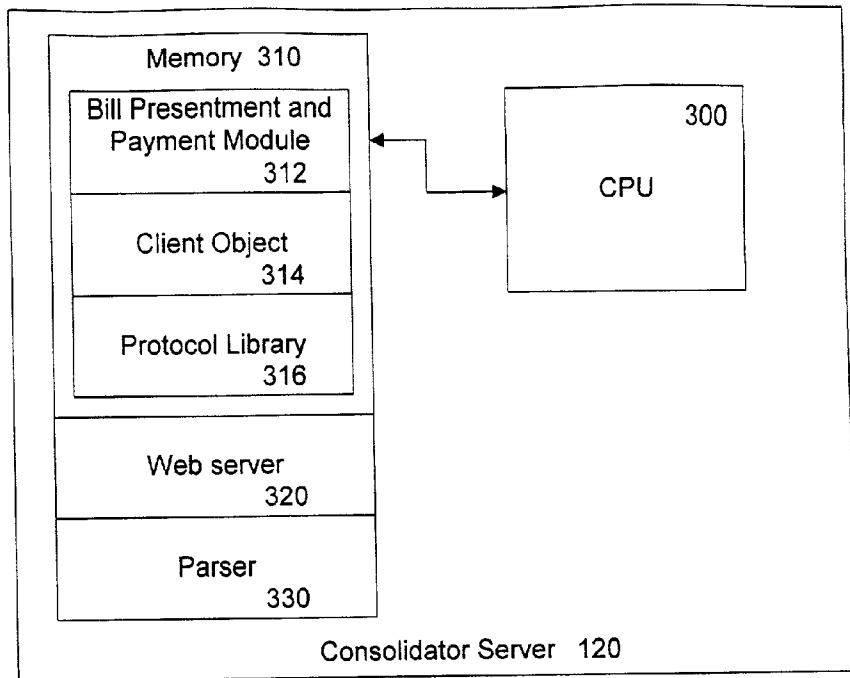 Memory 310
Bill Presentment and
Payment Module
312
Client Object
314
Protocol Library
316
Web server
320
Parser
330
300
CPU
Consolidator Server 120